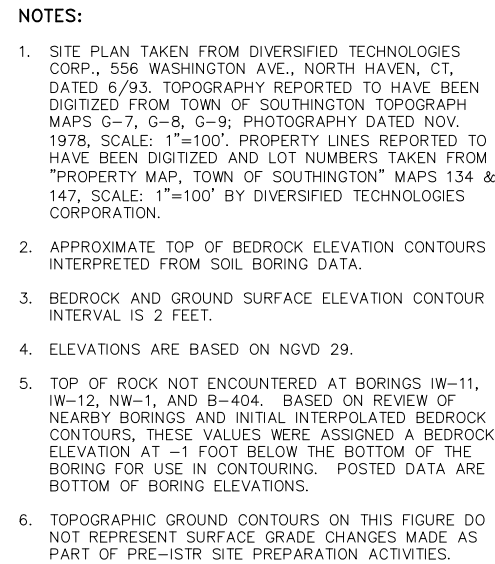 NOTES:
1. SITE PLAN TAKEN FROM DIVERSIFIED TECHNOLOGIES
CORP., 556 WASHINGTON AVE., NORTH HAVEN, CT,
DATED 6/93. TOPOGRAPHY REPORTED TO HAVE BEEN
DIGITIZED FROM TOWN OF SOUTHINGTON TOPOGRAPH
MAPS G-7, G-8, G-9; PHOTOGRAPHY DATED NOV.
1978, SCALE: 1"=100'. PROPERTY LINES REPORTED TO
HAVE BEEN DIGITIZED AND LOT NUMBERS TAKEN FROM
"PROPERTY MAP, TOWN OF SOUTHINGTON" MAPS 134 &
147, SCALE: 1"=100' BY DIVERSIFIED TECHNOLOGIES
CORPORATION.
2. APPROXIMATE TOP OF BEDROCK ELEVATION CONTOURS
INTERPRETED FROM SOIL BORING DATA.
3. BEDROCK AND GROUND SURFACE ELEVATION CONTOUR
INTERVAL IS 2 FEET.
4. ELEVATIONS ARE BASED ON NGVD 29.
5. TOP OF ROCK NOT ENCOUNTERED AT BORINGS IW-11,
IW-12, NW-1, AND B-404. BASED ON REVIEW OF
NEARBY BORINGS AND INITIAL INTERPOLATED BEDROCK
CONTOURS, THESE VALUES WERE ASSIGNED A BEDROCK
ELEVATION AT -1 FOOT BELOW THE BOTTOM OF THE
BORING FOR USE IN CONTOURING. POSTED DATA ARE
BOTTOM OF BORING ELEVATIONS.
6. TOPOGRAPHIC GROUND CONTOURS ON THIS FIGURE DO
NOT REPRESENT SURFACE GRADE CHANGES MADE AS
PART OF PRE-ISTR SITE PREPARATION ACTIVITIES.